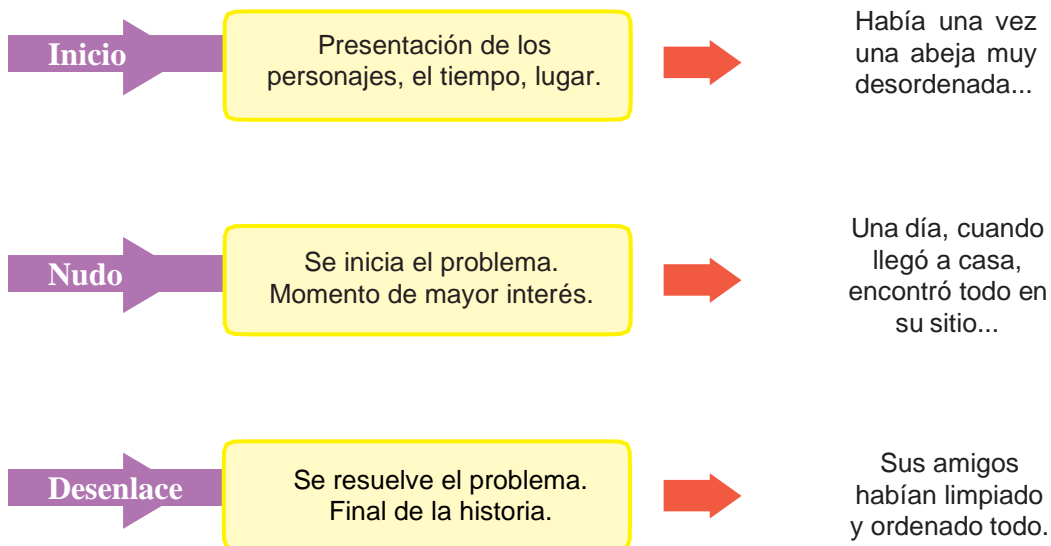 Inicio
Presentación de los
personajes, el tiempo, lugar.
Había una vez
una abeja muy
desordenada...
Nudo
Se inicia el problema.
Momento de mayor interés.
Una día, cuando
llegó a casa,
encontró todo en
su sitio...
Desenlace
Se resuelve el problema.
Final de la historia.
Sus amigos
habían limpiado
y ordenado todo.